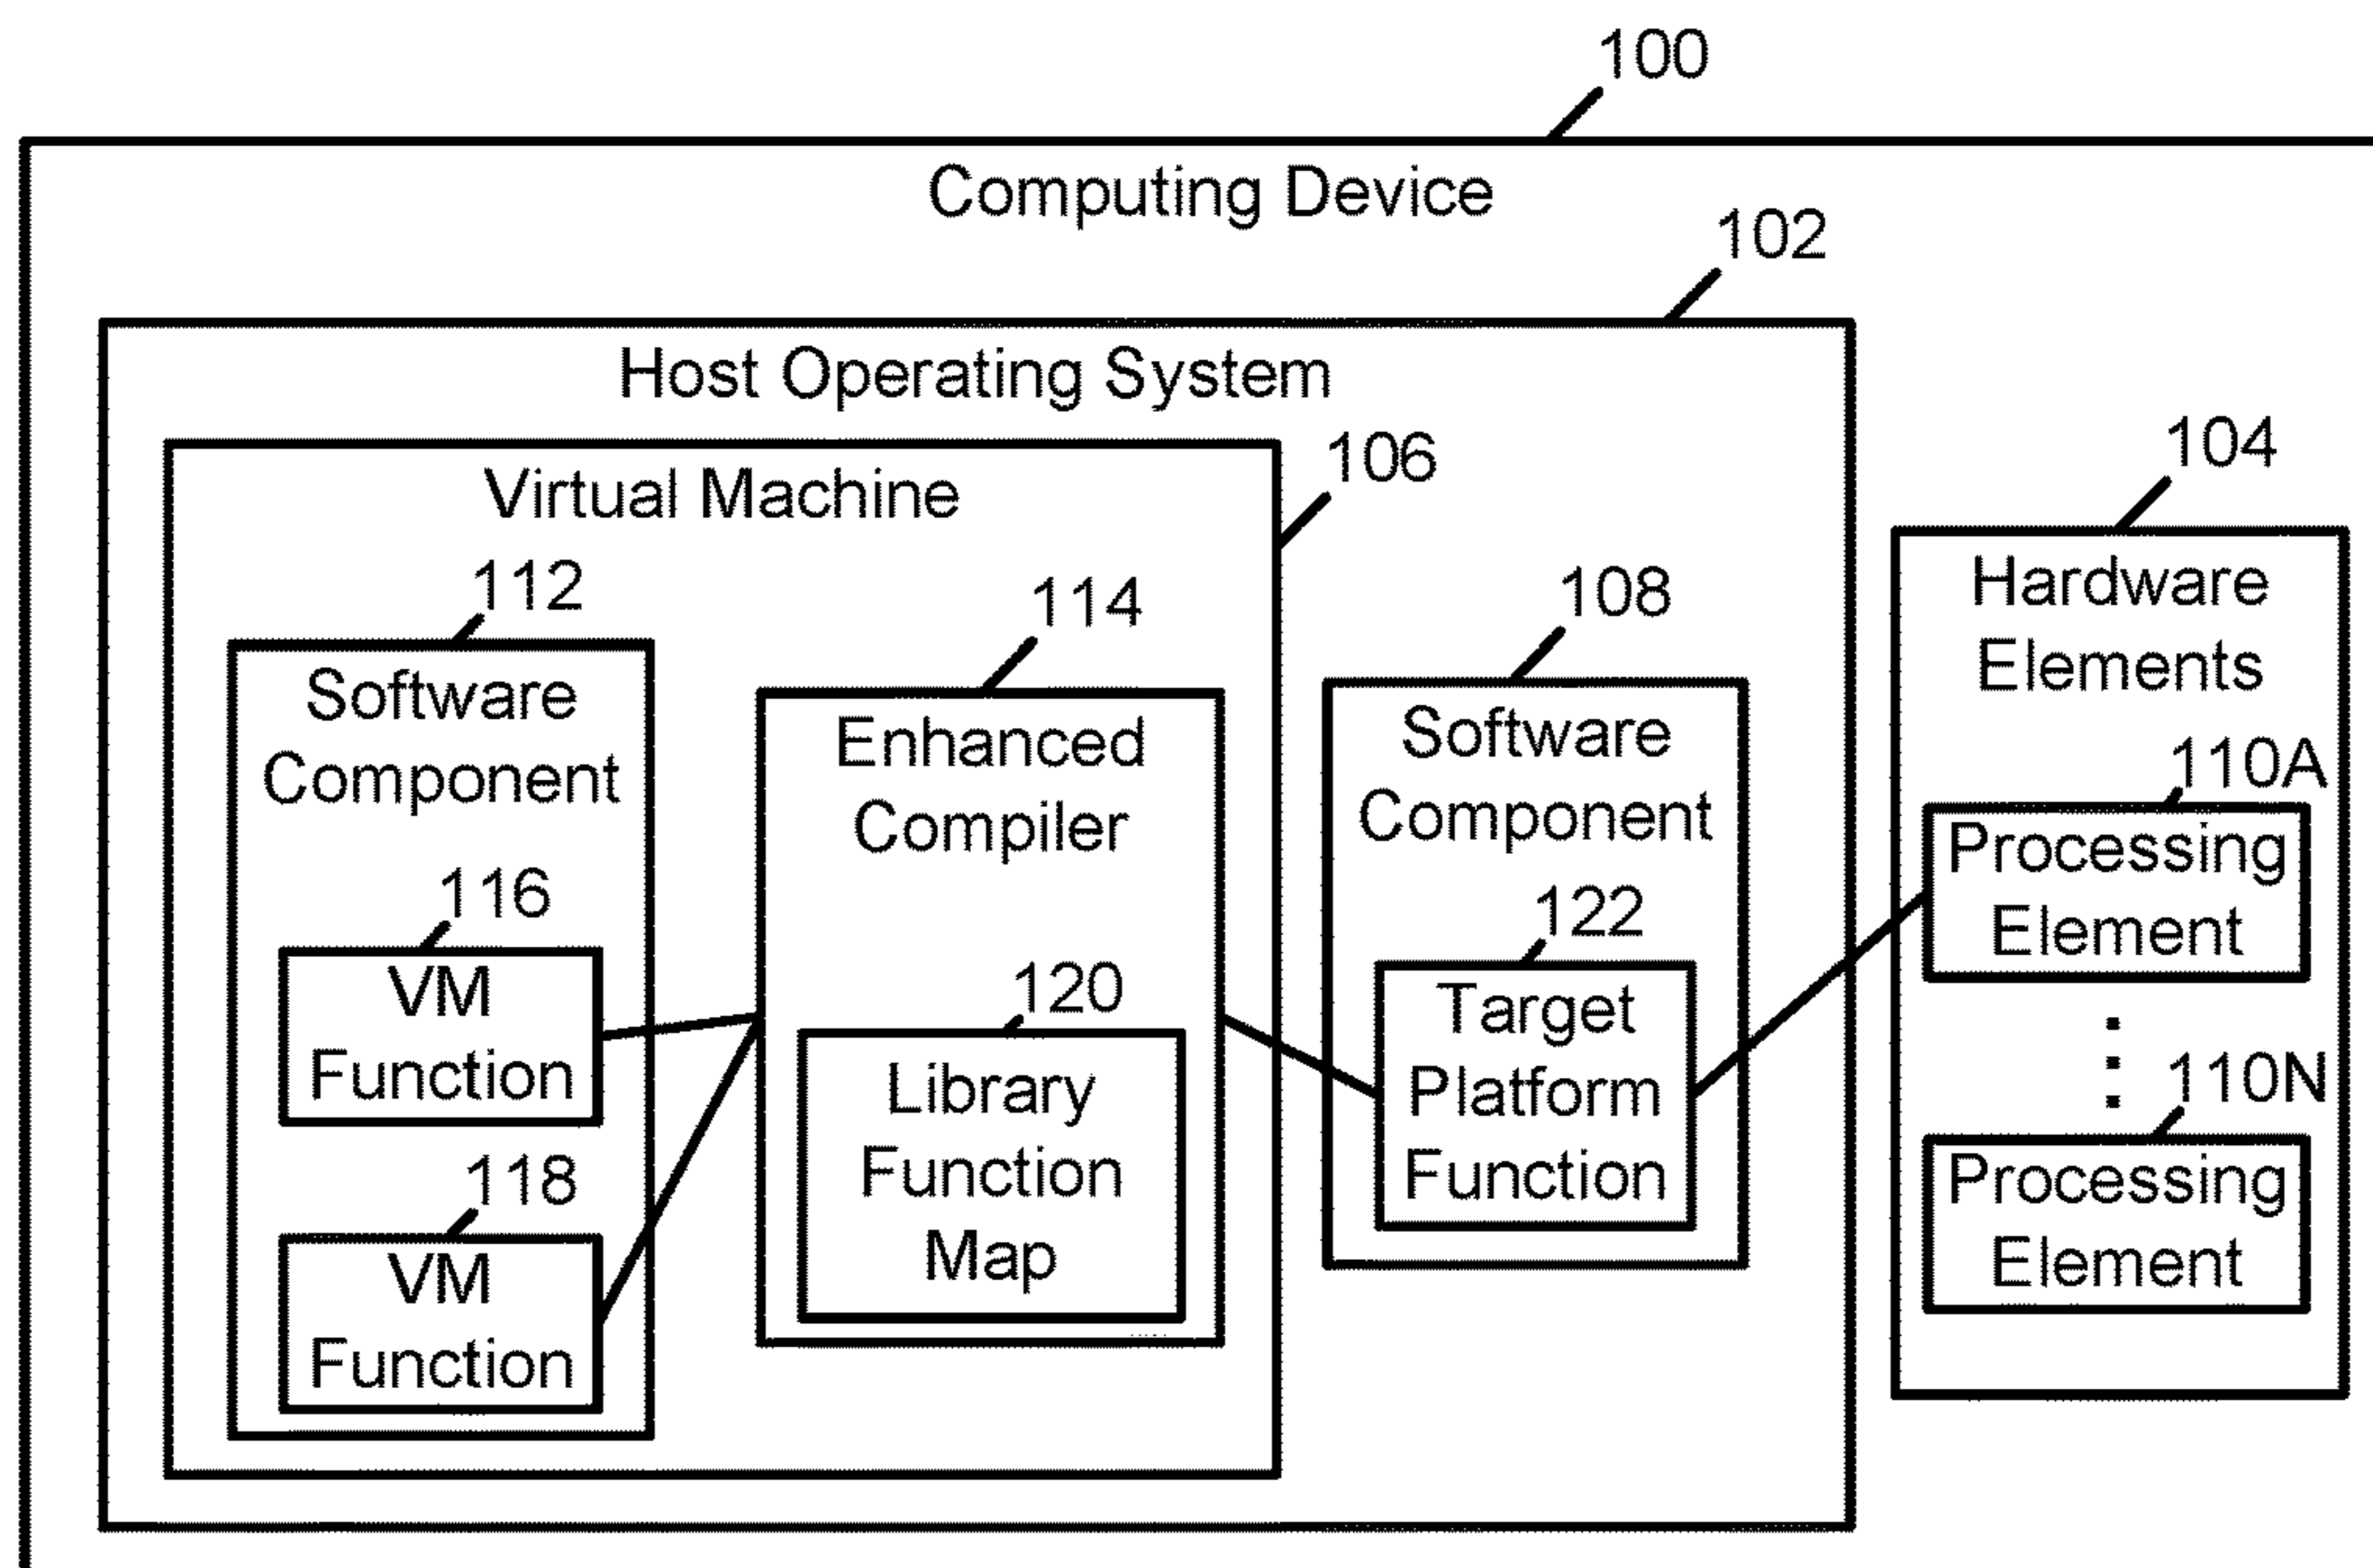 100
Computing Device
102
Host Operating System
106
Virtual Machine
104
Hardware
Elements
112
Software
Component
114
Enhanced
Compiler
108
Software
Component
110A
Processing
Element
116
VM
Function
120
Library
Function
Map
122
Target
Platform
Function
110N
Processing
Element
118
VM
Function